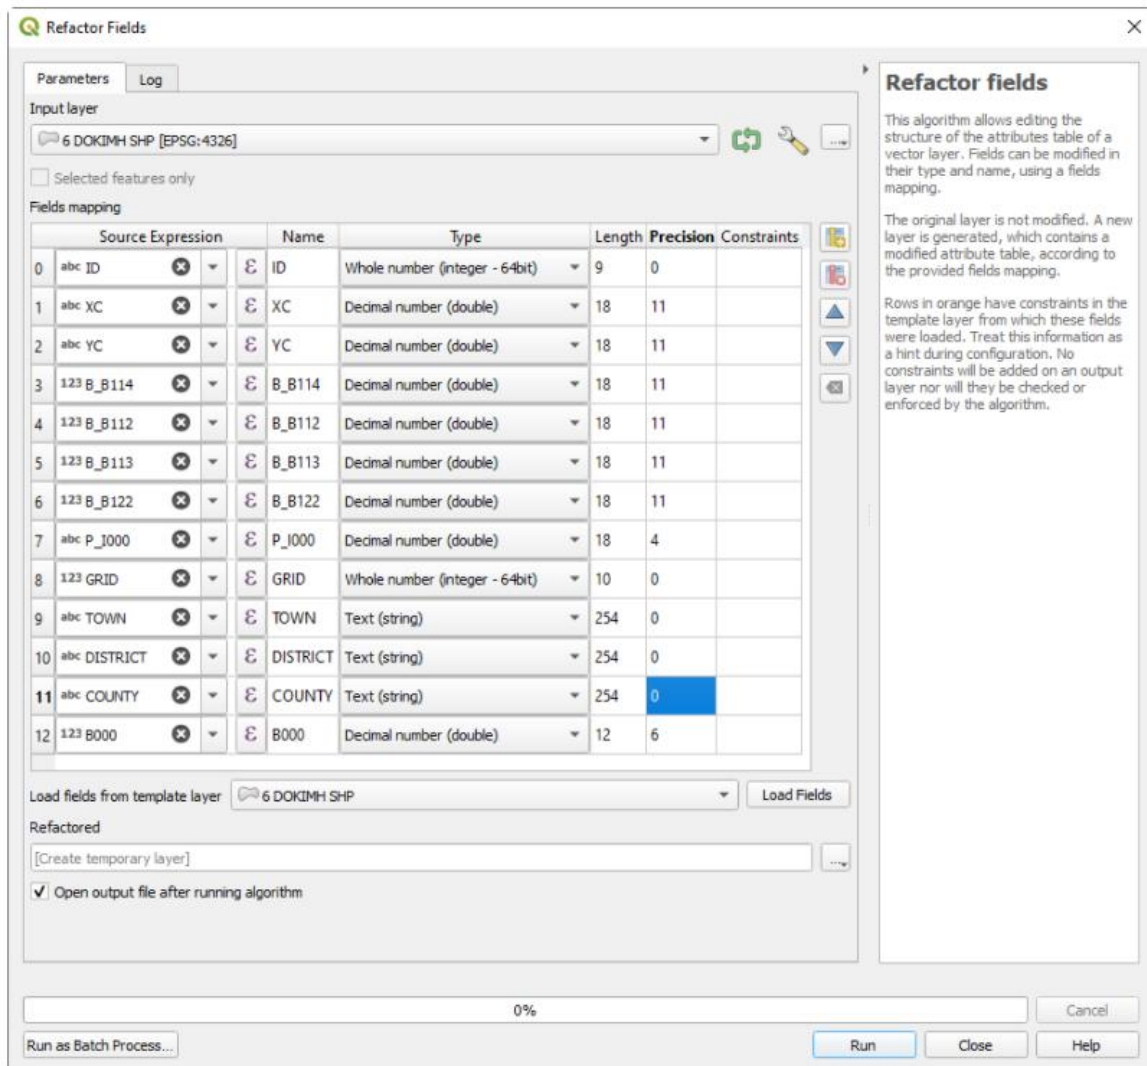 Refactor Fields
Parameters Log
Input layer
6 DOKIMH SHP [EPSG:4326]
...
Selected features only
Fields mapping
Source Expression Name Type Length Precision Constraints
0 abc ID ε ID Whole number (integer - 64bit) 9 0
1 abc XC ε XC Decimal number (double) 18 11
2 abc YC ε YC Decimal number (double) 18 11
3 123 B_B114 ε B_B114 Decimal number (double) 18 11
4 123 B_B112 ε B_B112 Decimal number (double) 18 11
5 123 B_B113 ε B_B113 Decimal number (double) 18 11
6 123 B_B122 ε B_B122 Decimal number (double) 18 11
7 abc P_I000 ε P_I000 Decimal number (double) 18 4
8 123 GRID ε GRID Whole number (integer - 64bit) 10 0
9 abc TOWN ε TOWN Text (string) 254 0
10 abc DISTRICT ε DISTRICT Text (string) 254 0
11 abc COUNTY ε COUNTY Text (string) 254 0
12 123 B000 ε B000 Decimal number (double) 12 6
Load fields from template layer 6 DOKIMH SHP Load Fields
Refactored
[Create temporary layer]
...
Open output file after running algorithm
Refactor fields
This algorithm allows editing the
structure of the attributes table of a
vector layer. Fields can be modified in
their type and name, using a fields
mapping.
The original layer is not modified. A new
layer is generated, which contains a
modified attribute table, according to
the provided fields mapping.
Rows in orange have constraints in the
template layer from which these fields
were loaded. Treat this information as
a hint during configuration. No
constraints will be added on an output
layer nor will they be checked or
enforced by the algorithm.
0% Cancel
Run as Batch Process... Run Close Help